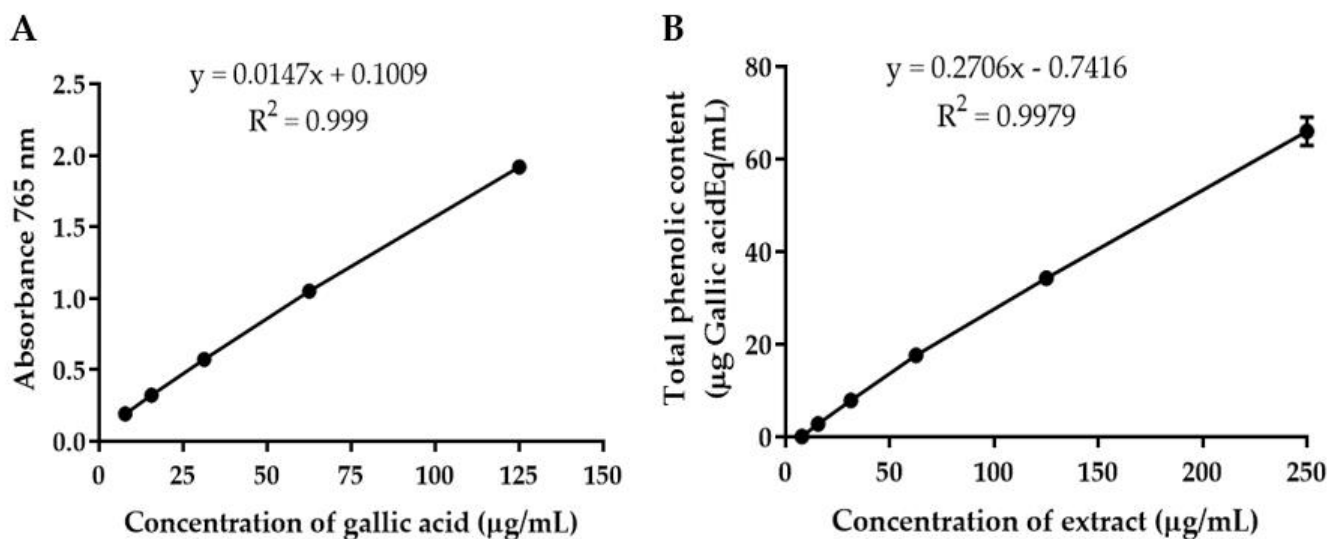 A
y = 0.0147x + 0.1009
R² = 0.999
2.5
2.0
1.5
1.0
0.5
0.0
Absorbance 765 nm
0 25 50 75 100 125 150
Concentration of gallic acid (µg/mL)
B
y = 0.2706x - 0.7416
R² = 0.9979
80
60
40
20
0
Total phenolic content
(µg Gallic acidEq/mL)
0 50 100 150 200 250
Concentration of extract (µg/mL)